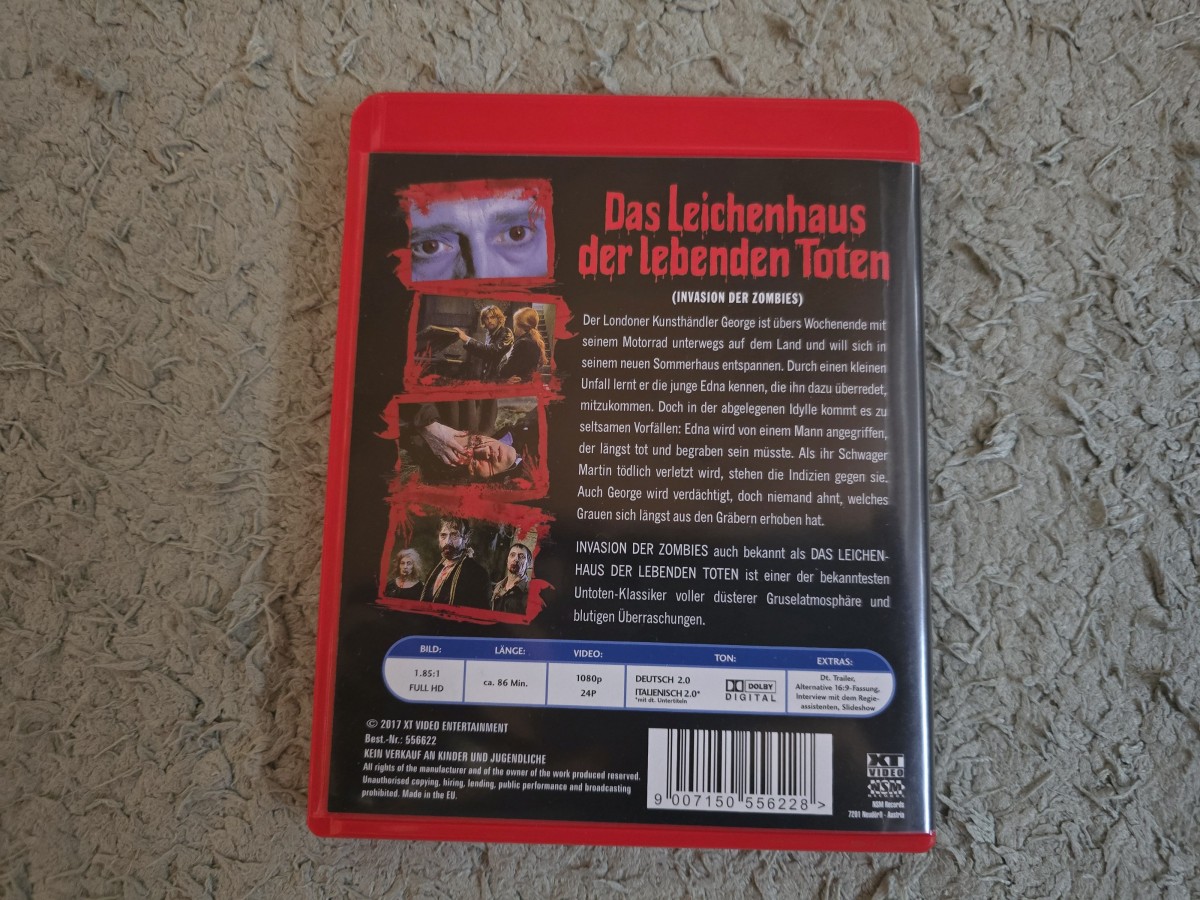 Das Leichenhaus
der lebenden Toten
(INVASION DER ZOMBIES)
Der Londoner Kunsthändler George ist übers Wochenende mit
seinem Motorrad unterwegs auf dem Land und will sich in
seinem neuen Sommerhaus entspannen. Durch einen kleinen
Unfall lernt er die junge Edna kennen, die ihn dazu überredet,
mitzukommen. Doch in der abgelegenen Idylle kommt es zu
seltsamen Vorfällen: Edna wird von einem Mann angegriffen,
der längst tot und begraben sein müsste. Als ihr Schwager
Martin tödlich verletzt wird, stehen die Indizien gegen sie.
Auch George wird verdächtigt, doch niemand ahnt, welches
Grauen sich längst aus den Gräbern erhoben hat.
INVASION DER ZOMBIES auch bekannt als DAS LEICHEN-
HAUS DER LEBENDEN TOTEN ist einer der bekanntesten
Untoten-Klassiker voller düsterer Gruselatmosphäre und
blutigen Überraschungen.
BILD: LÄNGE: VIDEO: TON: EXTRAS:
1.85:1
FULL HD
ca. 86 Min.
1080p
24P
DEUTSCH 2.0
ITALIENISCH 2.0*
*mit dt. Untertiteln
DOLBY
DIGITAL
Dt. Trailer,
Alternative 16:9-Fassung,
Interview mit dem Regie-
assistenten, Slideshow
© 2017 XT VIDEO ENTERTAINMENT
Best.-Nr.: 556622
KEIN VERKAUF AN KINDER UND JUGENDLICHE
All rights of the manufacturer and of the owner of the work produced reserved.
Unauthorised copying, hiring, lending, public performance and broadcasting
prohibited. Made in the EU.
9 007150 556228 >
XT
VIDEO
NSM
RECORDS
NSM Records
7201 Neudörfl - Austria